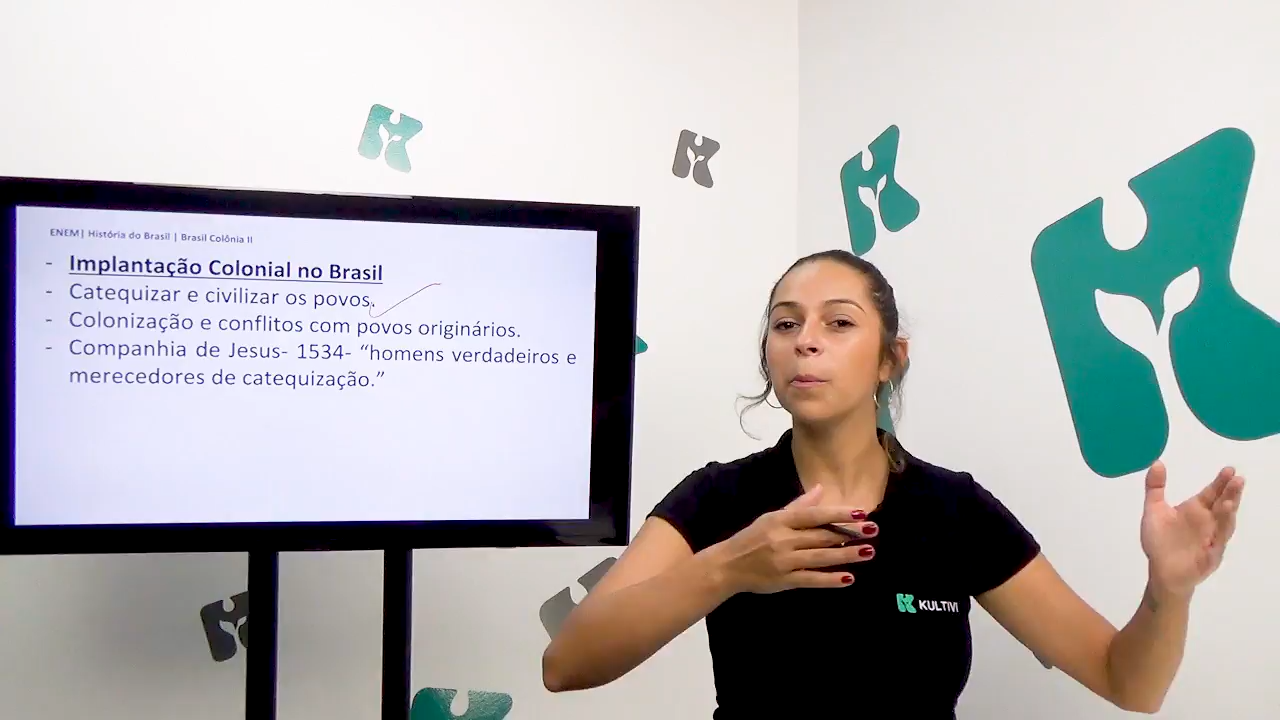 ENEM| História do Brasil | Brasil Colônia II
- Implantação Colonial no Brasil
- Catequizar e civilizar os povos.
- Colonização e conflitos com povos originários.
- Companhia de Jesus- 1534- “homens verdadeiros e
merecedores de catequização.”
KULTIVI